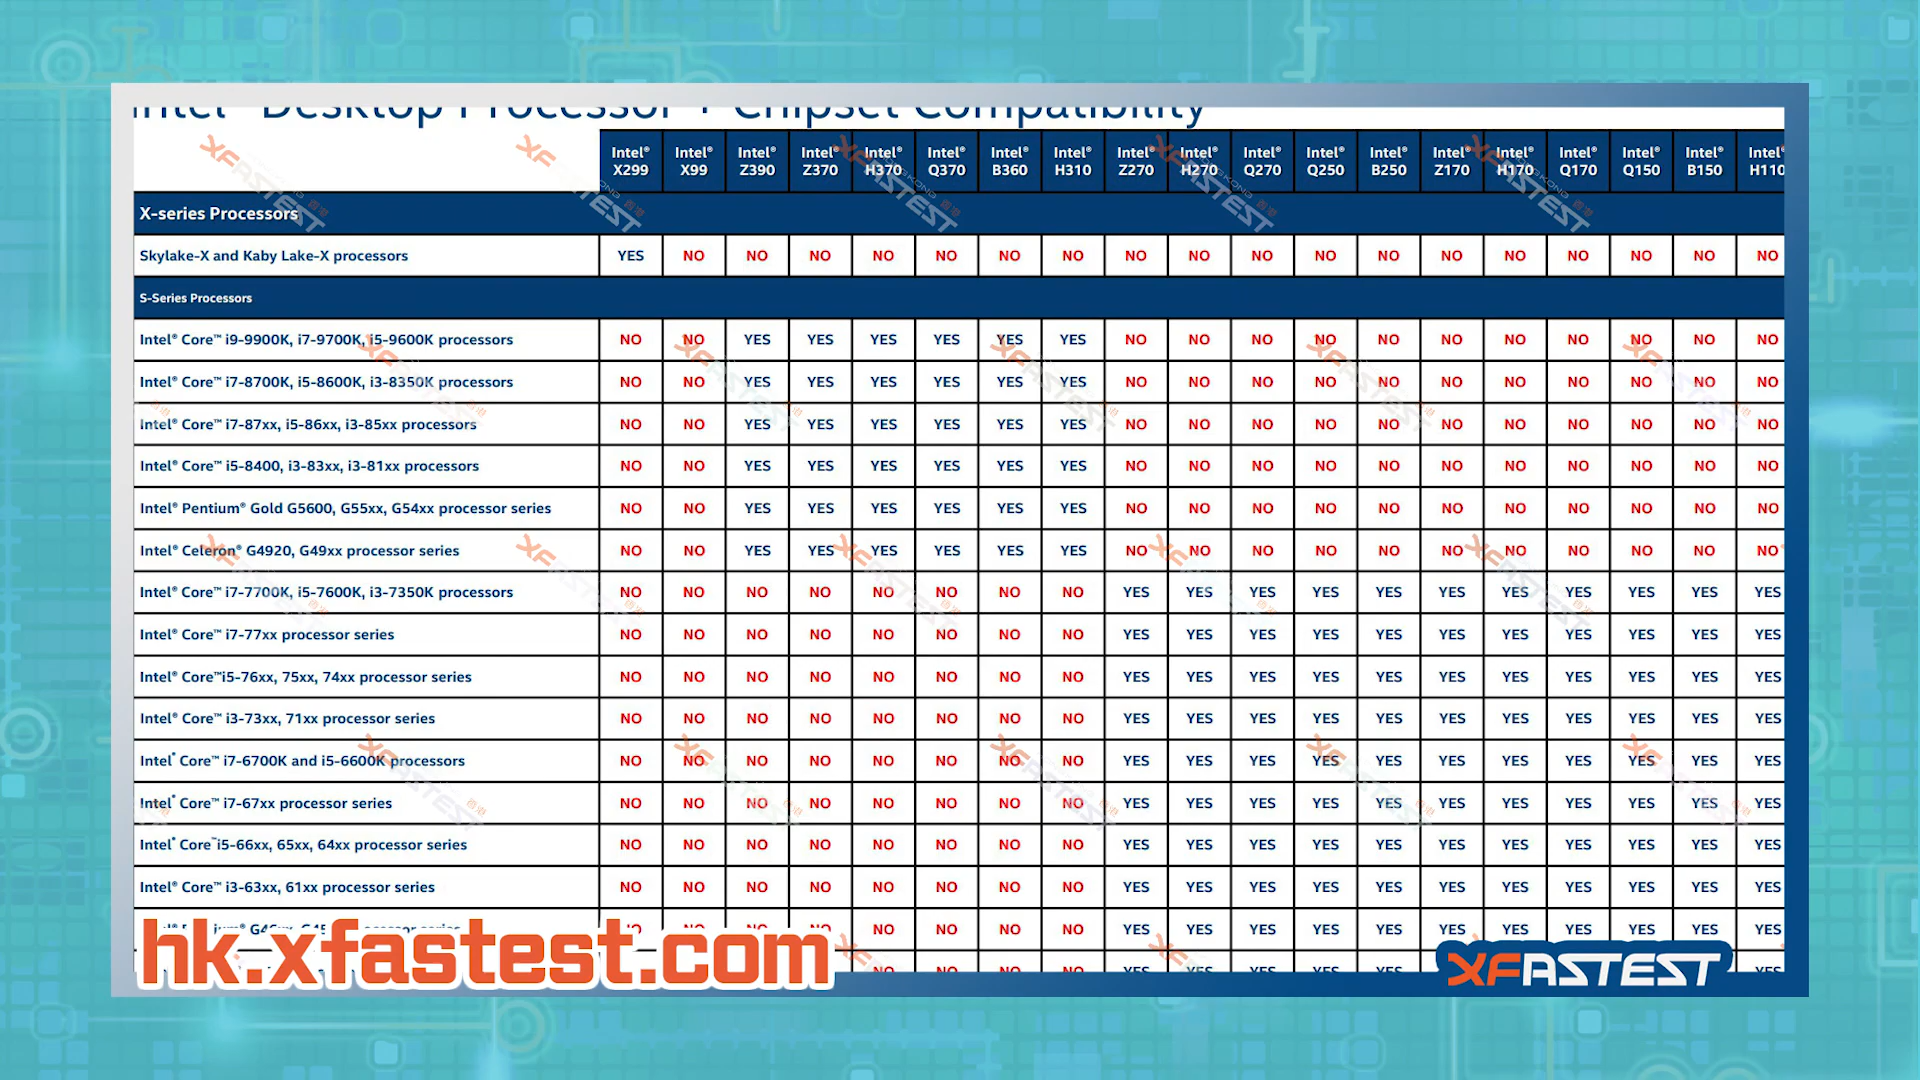 Intel® Desktop Processor + Chipset Compatibility
Intel® X299 Intel® X99 Intel® Z390 Intel® Z370 Intel® H370 Intel® Q370 Intel® B360 Intel® H310 Intel® Z270 Intel® H270 Intel® Q270 Intel® Q250 Intel® B250 Intel® Z170 Intel® H170 Intel® Q170 Intel® Q150 Intel® B150 Intel® H110
X-series Processors
Skylake-X and Kaby Lake-X processors YES NO NO NO NO NO NO NO NO NO NO NO NO NO NO NO NO NO NO
S-Series Processors
Intel® Core™ i9-9900K, i7-9700K, i5-9600K processors NO NO YES YES YES YES YES YES NO NO NO NO NO NO NO NO NO NO NO
Intel® Core™ i7-8700K, i5-8600K, i3-8350K processors NO NO YES YES YES YES YES YES NO NO NO NO NO NO NO NO NO NO NO
Intel® Core™ i7-87xx, i5-86xx, i3-85xx processors NO NO YES YES YES YES YES YES NO NO NO NO NO NO NO NO NO NO NO
Intel® Core™ i5-8400, i3-83xx, i3-81xx processors NO NO YES YES YES YES YES YES NO NO NO NO NO NO NO NO NO NO NO
Intel® Pentium® Gold G5600, G55xx, G54xx processor series NO NO YES YES YES YES YES YES NO NO NO NO NO NO NO NO NO NO NO
Intel® Celeron® G4920, G49xx processor series NO NO YES YES YES YES YES YES NO NO NO NO NO NO NO NO NO NO NO
Intel® Core™ i7-7700K, i5-7600K, i3-7350K processors NO NO NO NO NO NO NO NO YES YES YES YES YES YES YES YES YES YES YES
Intel® Core™ i7-77xx processor series NO NO NO NO NO NO NO NO YES YES YES YES YES YES YES YES YES YES YES
Intel® Core™i5-76xx, 75xx, 74xx processor series NO NO NO NO NO NO NO NO YES YES YES YES YES YES YES YES YES YES YES
Intel® Core™ i3-73xx, 71xx processor series NO NO NO NO NO NO NO NO YES YES YES YES YES YES YES YES YES YES YES
Intel® Core™ i7-6700K and i5-6600K processors NO NO NO NO NO NO NO NO YES YES YES YES YES YES YES YES YES YES YES
Intel® Core™ i7-67xx processor series NO NO NO NO NO NO NO NO YES YES YES YES YES YES YES YES YES YES YES
Intel® Core™i5-66xx, 65xx, 64xx processor series NO NO NO NO NO NO NO NO YES YES YES YES YES YES YES YES YES YES YES
Intel® Core™ i3-63xx, 61xx processor series NO NO NO NO NO NO NO NO YES YES YES YES YES YES YES YES YES YES YES
NO NO NO NO NO NO NO YES YES YES YES YES YES YES YES YES YES YES
NO NO NO NO YES YES YES YES YES YES YES
hk.xfastest.com
XFASTEST